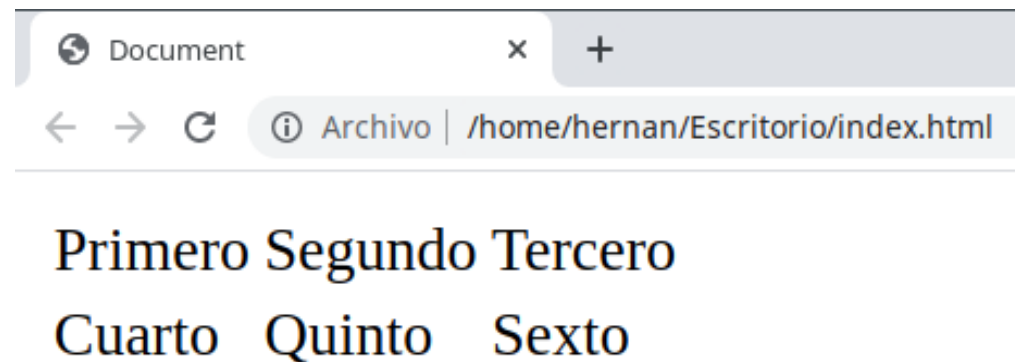 Document
Archivo | /home/hernan/Escritorio/index.html
Primero Segundo Tercero
Cuarto Quinto Sexto